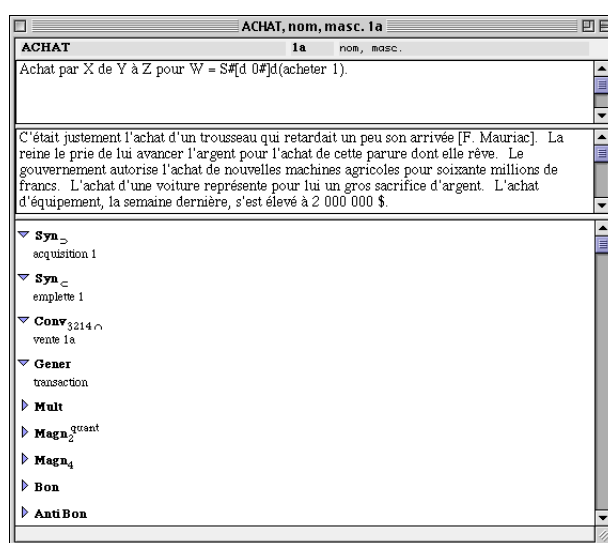 ACHAT, nom, masc. 1a
ACHAT 1a nom, masc.
Achat par X de Y à Z pour W = S#[d 0#]d(acheter 1).
C'était justement l'achat d'un trousseau qui retardait un peu son arrivée [F. Mauriac]. La
reine le prie de lui avancer l'argent pour l'achat de cette parure dont elle rêve. Le
gouvernement autorise l'achat de nouvelles machines agricoles pour soixante millions de
francs. L'achat d'une voiture représente pour lui un gros sacrifice d'argent. L'achat
d'équipement, la semaine dernière, s'est élevé à 2 000 000 $.
Syn⊃
acquisition 1
Syn⊂
emplette 1
Conv3214∩
vente 1a
Gener
transaction
Mult
Magn2quant
Magn4
Bon
AntiBon